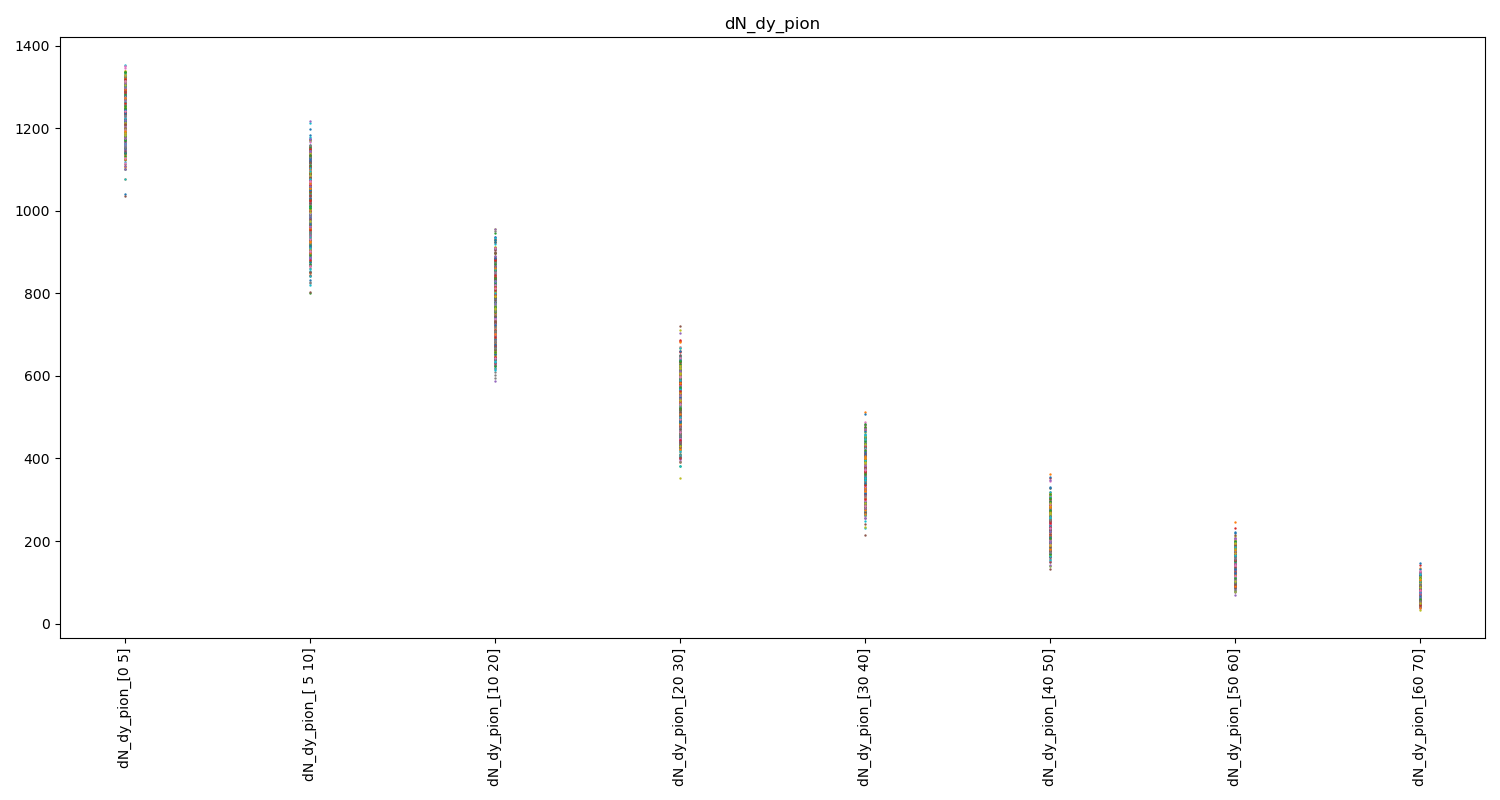 dN_dy_pion
1400
1200
1000
800
600
400
200
0
dN_dy_pion_[0 5]
dN_dy_pion_[ 5 10]
dN_dy_pion_[10 20]
dN_dy_pion_[20 30]
dN_dy_pion_[30 40]
dN_dy_pion_[40 50]
dN_dy_pion_[50 60]
dN_dy_pion_[60 70]